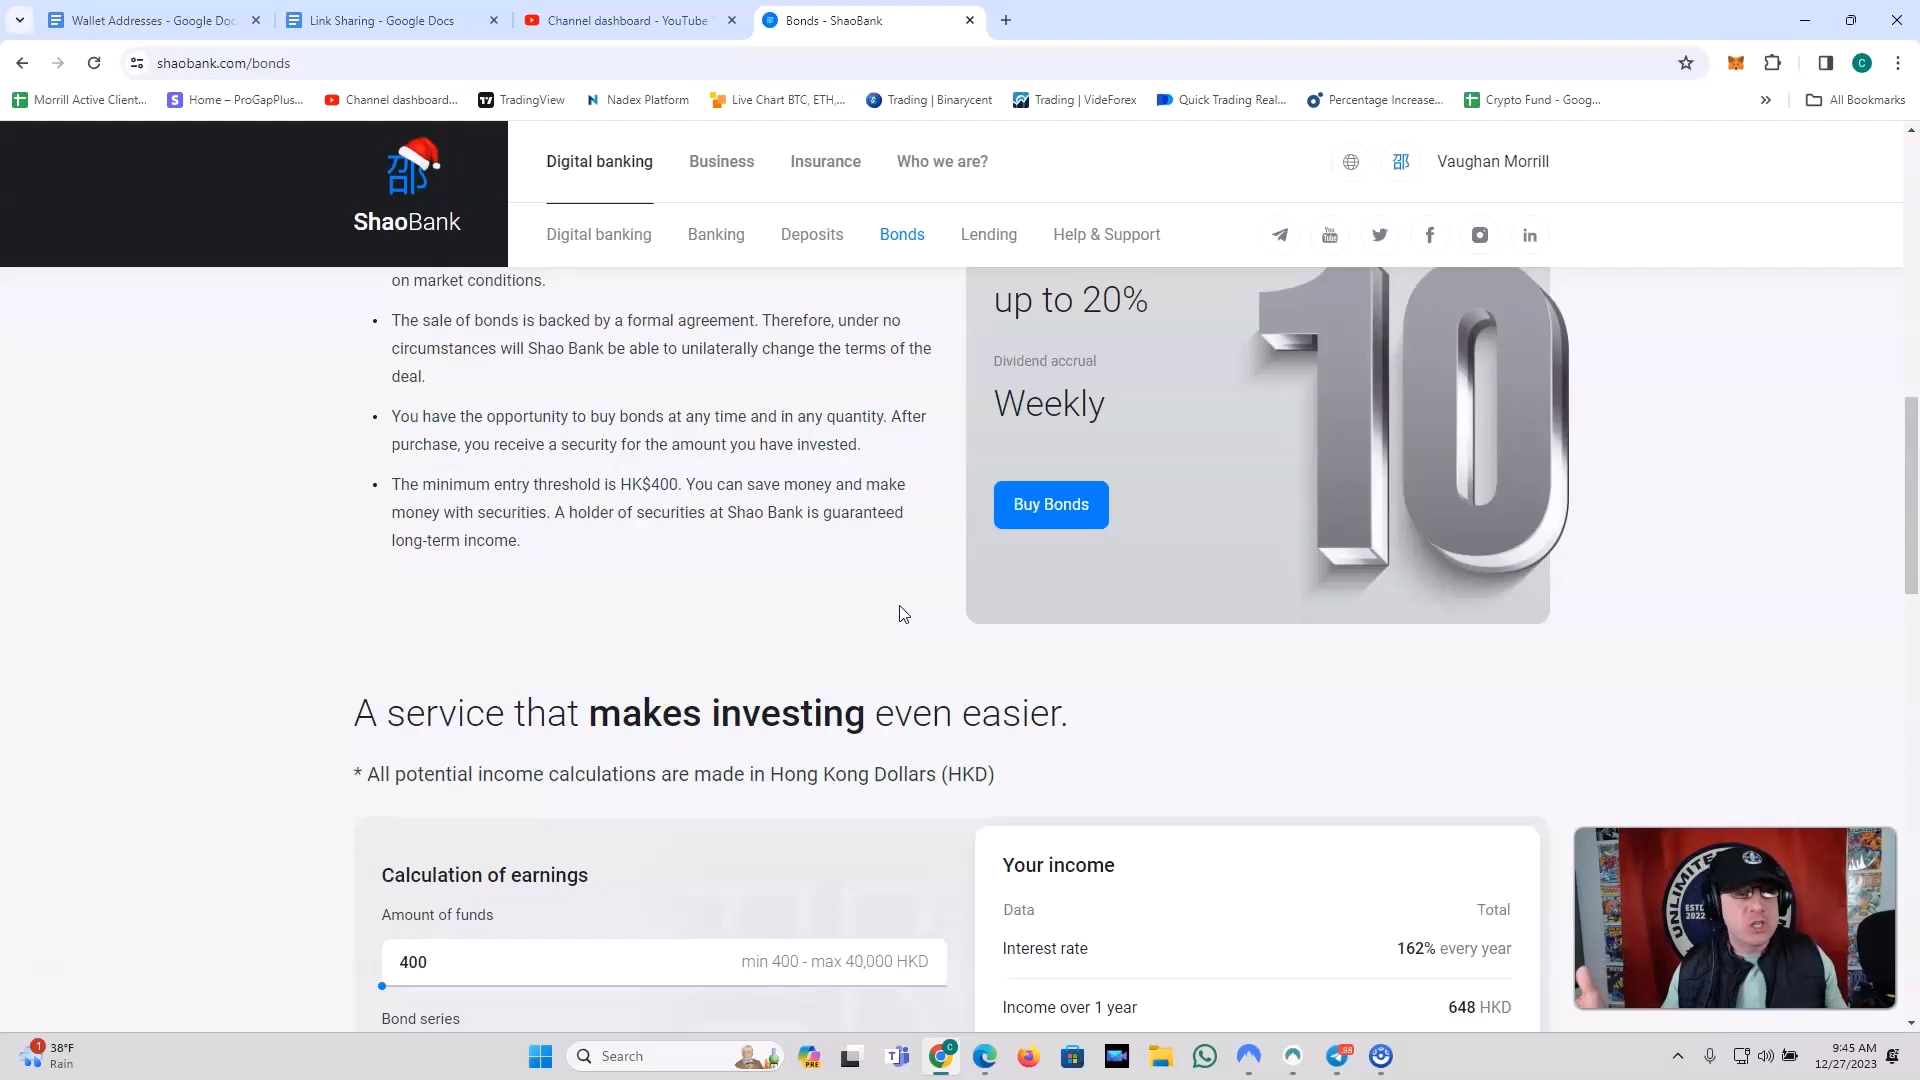 Wallet Addresses - Google Doc
Link Sharing - Google Docs
Channel dashboard - YouTube
Bonds - ShaoBank
shaobank.com/bonds
C
Morrill Active Client...
Home – ProGapPlus...
Channel dashboard...
TradingView
Nadex Platform
Live Chart BTC, ETH,...
Trading | Binarycent
Trading | VideForex
Quick Trading Real...
Percentage Increase...
Crypto Fund - Goog...
All Bookmarks
邵
ShaoBank
Digital banking
Business
Insurance
Who we are?
邵
Vaughan Morrill
Digital banking
Banking
Deposits
Bonds
Lending
Help & Support
on market conditions.
• The sale of bonds is backed by a formal agreement. Therefore, under no
circumstances will Shao Bank be able to unilaterally change the terms of the
deal.
• You have the opportunity to buy bonds at any time and in any quantity. After
purchase, you receive a security for the amount you have invested.
• The minimum entry threshold is HK$400. You can save money and make
money with securities. A holder of securities at Shao Bank is guaranteed
long-term income.
up to 20%
Dividend accrual
Weekly
Buy Bonds
10
A service that makes investing even easier.
* All potential income calculations are made in Hong Kong Dollars (HKD)
Calculation of earnings
Amount of funds
400
min 400 - max 40,000 HKD
Bond series
Your income
Data
Total
Interest rate
162% every year
Income over 1 year
648 HKD
UNLIMITE
ESTD
2022
1
38°F
Rain
Search
PRE
C
98
9:45 AM
12/27/2023